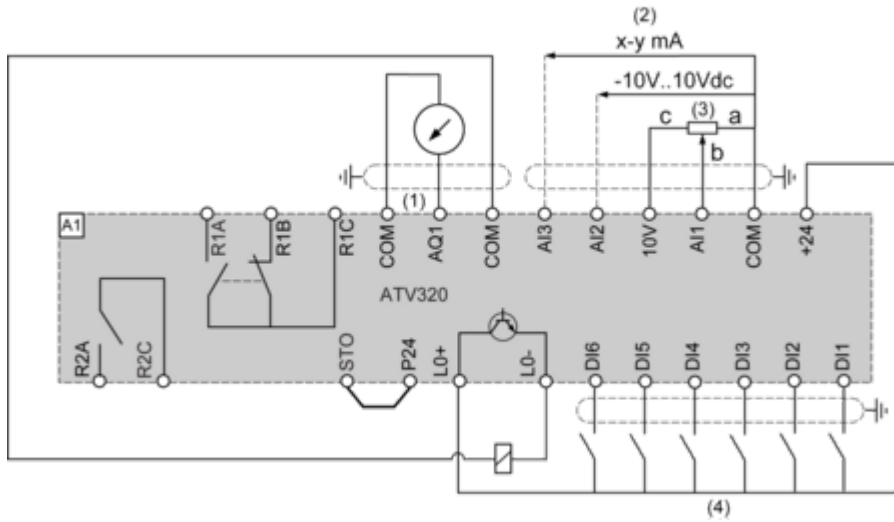 (2)
x-y mA
-10V..10Vdc
c
(3)
a
b
(1)
A1
R1A
R1B
R1C
COM
AQ1
COM
AI3
AI2
10V
AI1
COM
+24
ATV320
R2A
R2C
STO
P24
L0+
L0-
DI6
DI5
DI4
DI3
DI2
DI1
(4)